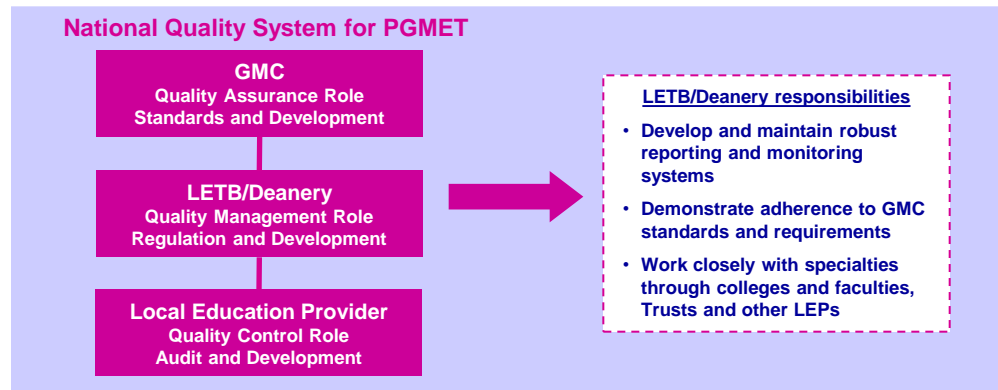 National Quality System for PGMET
GMC
Quality Assurance Role
Standards and Development
LETB/Deanery
Quality Management Role
Regulation and Development
Local Education Provider
Quality Control Role
Audit and Development
LETB/Deanery responsibilities
• Develop and maintain robust
reporting and monitoring
systems
• Demonstrate adherence to GMC
standards and requirements
• Work closely with specialties
through colleges and faculties,
Trusts and other LEPs